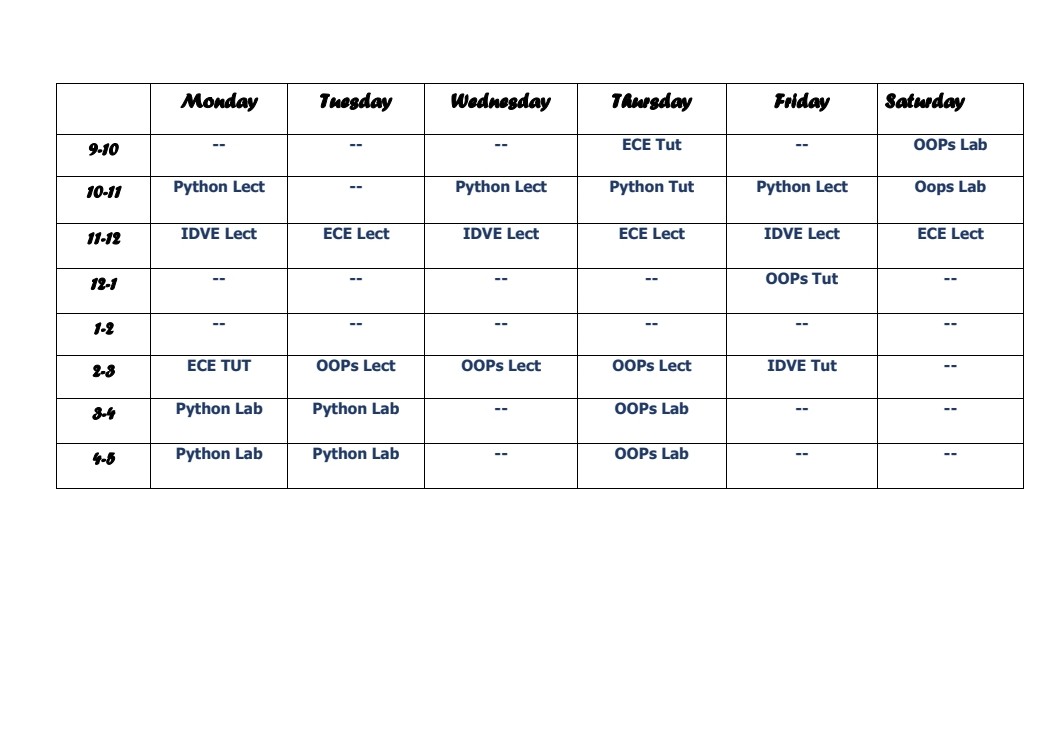 Monday Tuesday Wednesday Thursday Friday Saturday
9-10 -- -- -- ECE Tut -- OOPs Lab
10-11 Python Lect -- Python Lect Python Tut Python Lect Oops Lab
11-12 IDVE Lect ECE Lect IDVE Lect ECE Lect IDVE Lect ECE Lect
12-1 -- -- -- -- OOPs Tut --
1-2 -- -- -- -- -- --
2-3 ECE TUT OOPs Lect OOPs Lect OOPs Lect IDVE Tut --
3-4 Python Lab Python Lab -- OOPs Lab -- --
4-5 Python Lab Python Lab -- OOPs Lab -- --